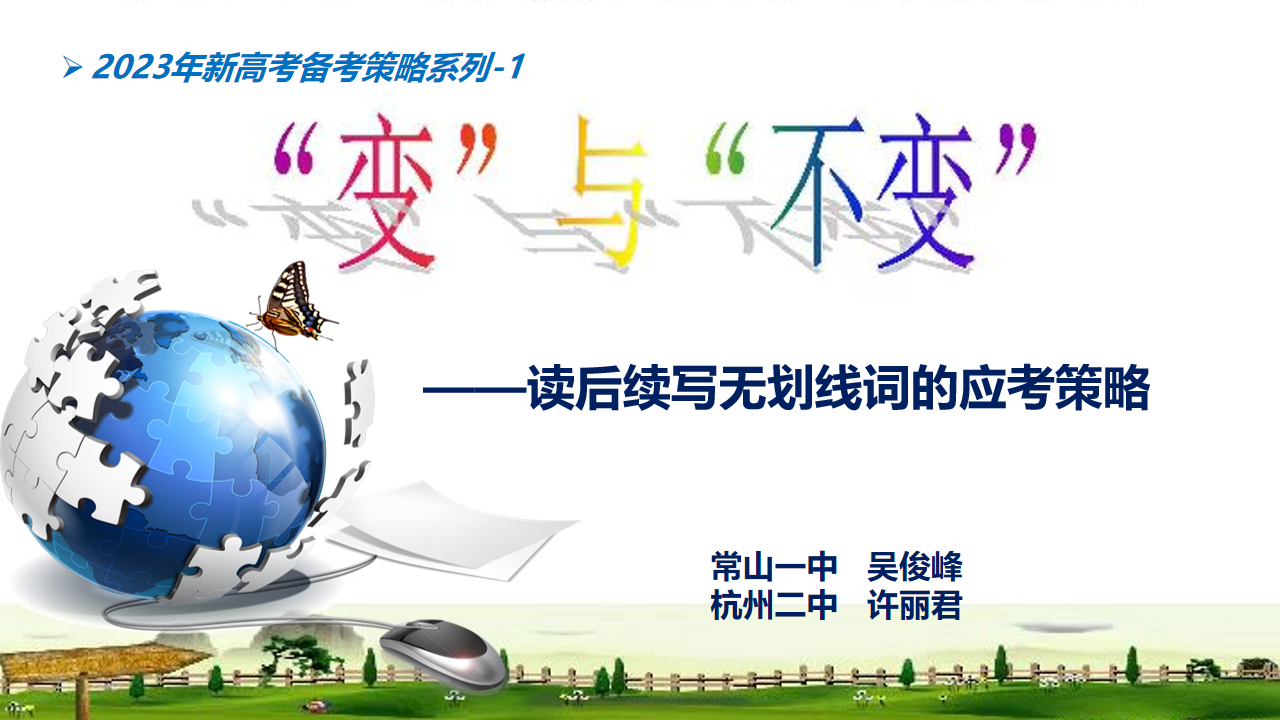 2023年新高考备考策略系列-1
“变”与“不变”
——读后续写无划线词的应考策略
常山一中 吴俊峰
杭州二中 许丽君